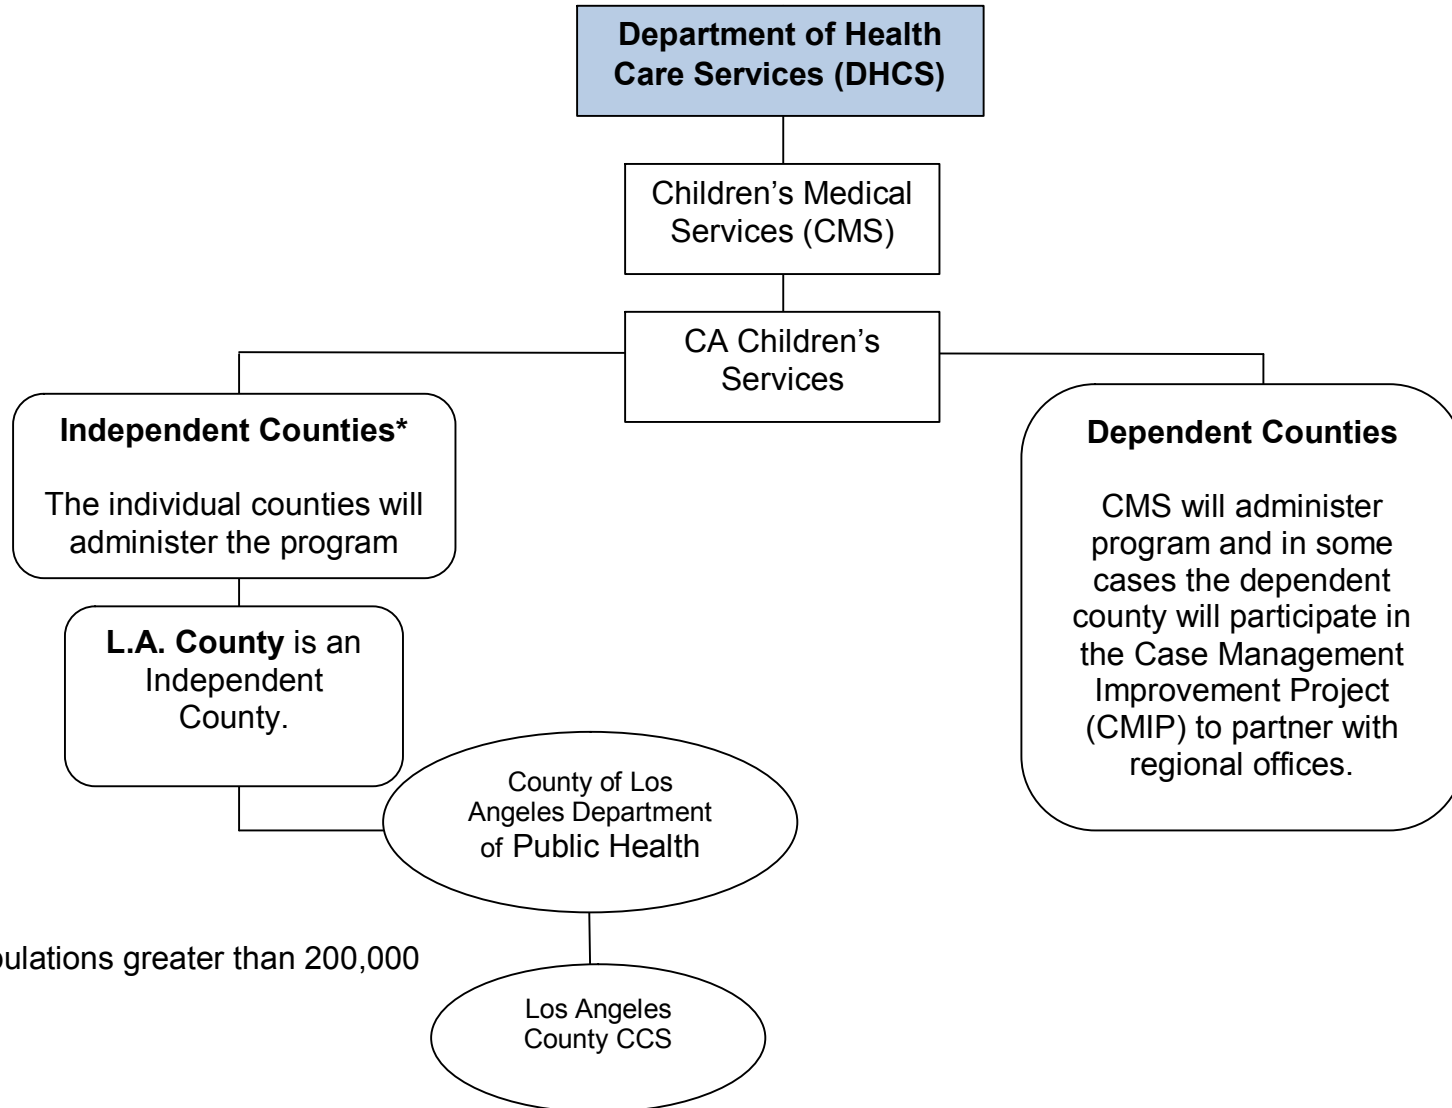 Department of Health
Care Services (DHCS)
Children’s Medical
Services (CMS)
CA Children’s
Services
Independent Counties*
The individual counties will
administer the program
L.A. County is an
Independent
County.
County of Los
Angeles Department
of Public Health
Los Angeles
County CCS
Dependent Counties
CMS will administer
program and in some
cases the dependent
county will participate in
the Case Management
Improvement Project
(CMIP) to partner with
regional offices.
greater than 200,000